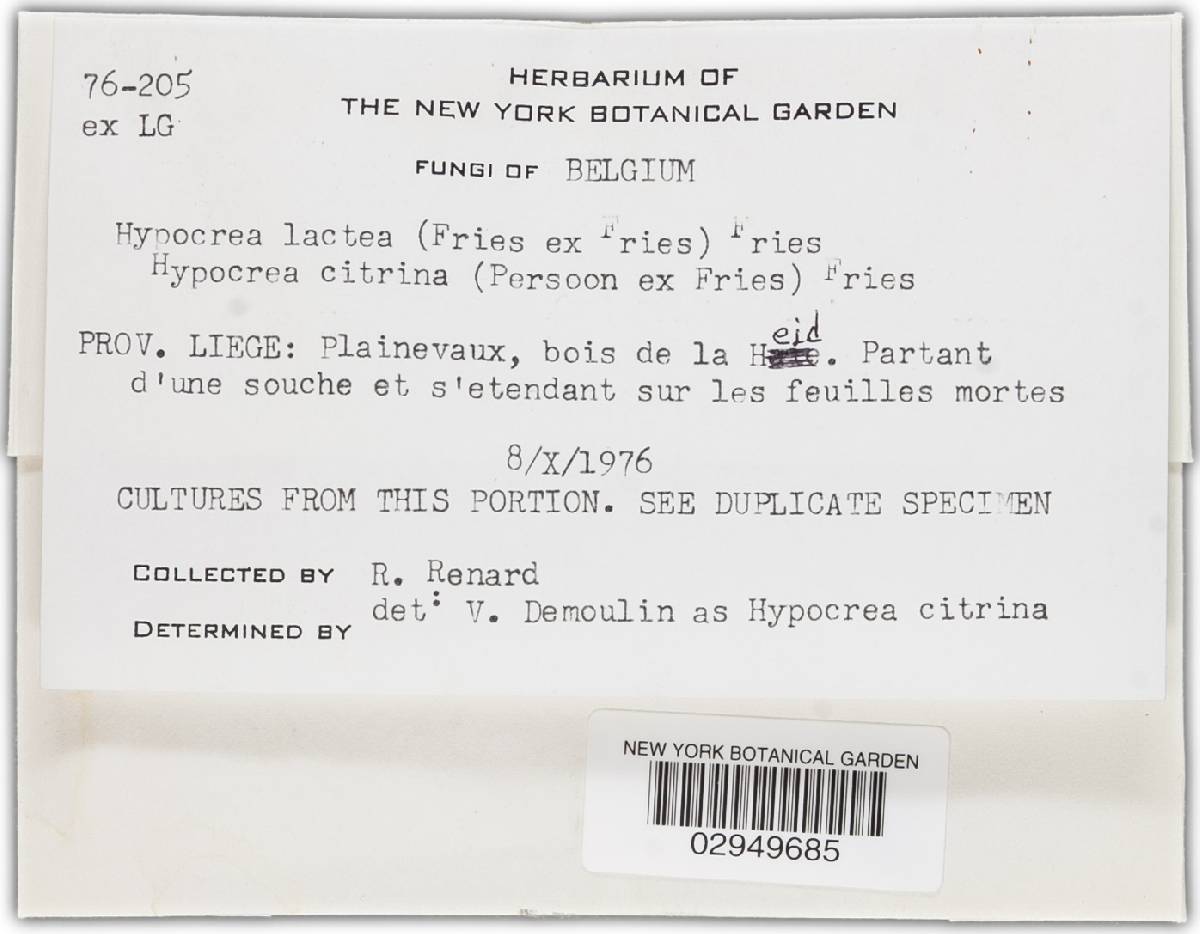 76-205
ex LG
HERBARIUM OF
THE NEW YORK BOTANICAL GARDEN
FUNGI OF BELGIUM
Hypocrea lactea (Fries ex Fries) Fries
Hypocrea citrina (Persoon ex Fries) Fries
PROV. LIEGE: Plainevaux, bois de la Heid. Partant
d'une souche et s'etendant sur les feuilles mortes
8/X/1976
CULTURES FROM THIS PORTION. SEE DUPLICATE SPECIMEN
COLLECTED BY R. Renard
det: V. Demoulin as Hypocrea citrina
DETERMINED BY
NEW YORK BOTANICAL GARDEN
02949685